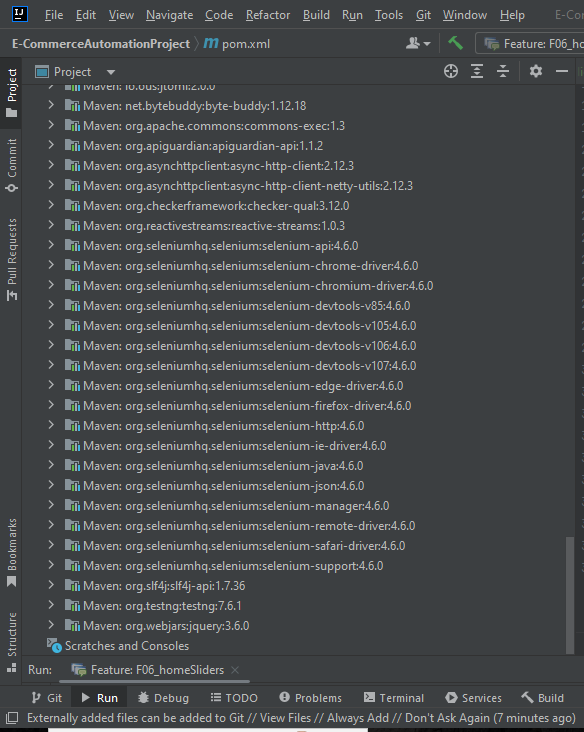 IJ File Edit View Navigate Code Refactor Build Run Tools Git Window Help E-Co
E-CommerceAutomationProject pom.xml Feature: F06_ho
Project
Project
Commit
Pull Requests
Maven: net.bytebuddy:byte-buddy:1.12.18
Maven: org.apache.commons:commons-exec:1.3
Maven: org.apiguardian:apiguardian-api:1.1.2
Maven: org.asynchttpclient:async-http-client:2.12.3
Maven: org.asynchttpclient:async-http-client-netty-utils:2.12.3
Maven: org.checkerframework:checker-qual:3.12.0
Maven: org.reactivestreams:reactive-streams:1.0.3
Maven: org.seleniumhq.selenium:selenium-api:4.6.0
Maven: org.seleniumhq.selenium:selenium-chrome-driver:4.6.0
Maven: org.seleniumhq.selenium:selenium-chromium-driver:4.6.0
Maven: org.seleniumhq.selenium:selenium-devtools-v85:4.6.0
Maven: org.seleniumhq.selenium:selenium-devtools-v105:4.6.0
Maven: org.seleniumhq.selenium:selenium-devtools-v106:4.6.0
Maven: org.seleniumhq.selenium:selenium-devtools-v107:4.6.0
Maven: org.seleniumhq.selenium:selenium-edge-driver:4.6.0
Maven: org.seleniumhq.selenium:selenium-firefox-driver:4.6.0
Maven: org.seleniumhq.selenium:selenium-http:4.6.0
Maven: org.seleniumhq.selenium:selenium-ie-driver:4.6.0
Maven: org.seleniumhq.selenium:selenium-java:4.6.0
Maven: org.seleniumhq.selenium:selenium-json:4.6.0
Maven: org.seleniumhq.selenium:selenium-manager:4.6.0
Maven: org.seleniumhq.selenium:selenium-remote-driver:4.6.0
Maven: org.seleniumhq.selenium:selenium-safari-driver:4.6.0
Maven: org.seleniumhq.selenium:selenium-support:4.6.0
Maven: org.slf4j:slf4j-api:1.7.36
Maven: org.testng:testng:7.6.1
Maven: org.webjars:jquery:3.6.0
Scratches and Consoles
Bookmarks
Structure
Run: Feature: F06_homeSliders
Git Run Debug TODO Problems Terminal Services Build
Externally added files can be added to Git // View Files // Always Add // Don't Ask Again (7 minutes ago)